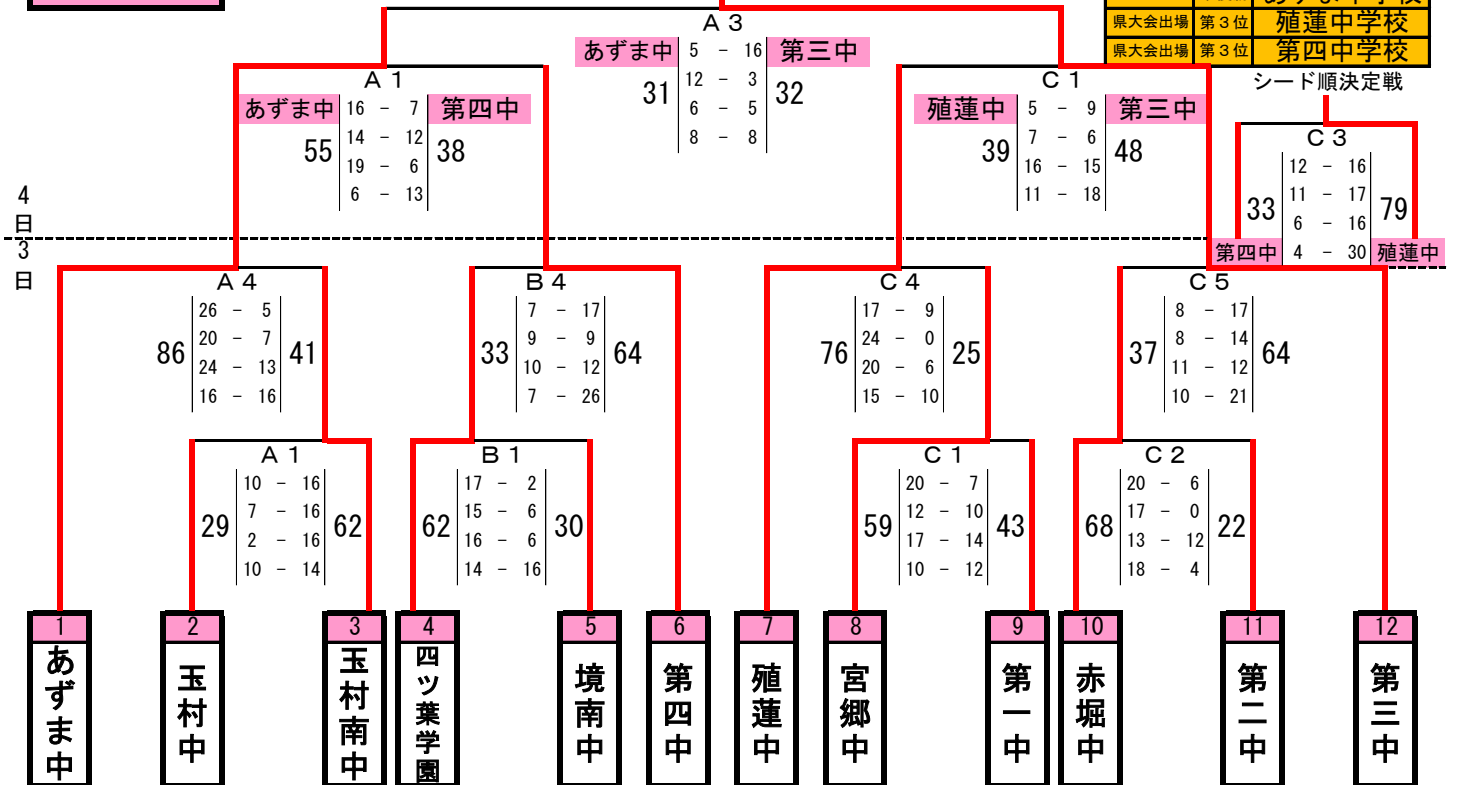 あずま中学校
県大会出場 第３位 殖蓮中学校
県大会出場 第３位 第四中学校
Ａ３
あずま中 5 － 16 第三中
31 12 － 3 32
6 － 5
8 － 8
シード順決定戦
Ａ１
あずま中 16 － 7 第四中
55 14 － 12 38
19 － 6
6 － 13
Ｃ１
殖蓮中 5 － 9 第三中
39 7 － 6 48
16 － 15
11 － 18
Ｃ３
12 － 16
33 11 － 17 79
6 － 16
第四中 4 － 30 殖蓮中
4
日
3
日
Ａ４
26 － 5
86 20 － 7 41
24 － 13
16 － 16
Ｂ４
7 － 17
33 9 － 9 64
10 － 12
7 － 26
Ｃ４
17 － 9
76 24 － 0 25
20 － 6
15 － 10
Ｃ５
8 － 17
37 8 － 14 64
11 － 12
10 － 21
Ａ１
10 － 16
29 7 － 16 62
2 － 16
10 － 14
Ｂ１
17 － 2
62 15 － 6 30
16 － 6
14 － 16
Ｃ１
20 － 7
59 12 － 10 43
17 － 14
10 － 12
Ｃ２
20 － 6
68 17 － 0 22
13 － 12
18 － 4
1 2 3 4 5 6 7 8 9 10 11 12
あずま中
玉村中
玉村南中
四ツ葉学園
境南中
第四中
殖蓮中
宮郷中
第一中
赤堀中
第二中
第三中